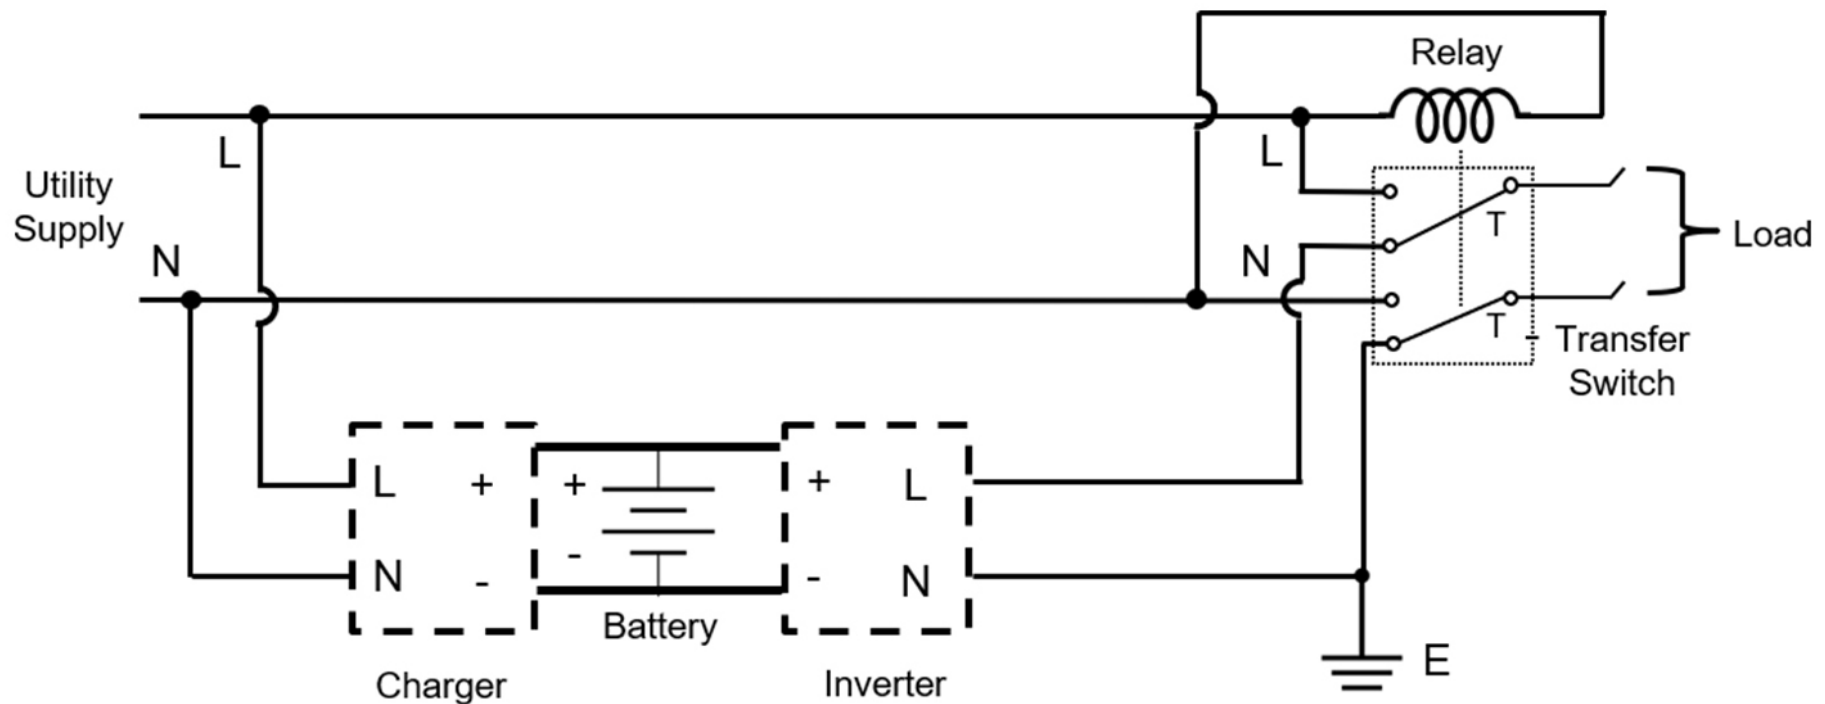 Relay
L
L
Utility
Supply
T
Load
N
N
T
Transfer
Switch
L
+
+
+
L
-
N
-
-
N
Battery
E
Charger
Inverter